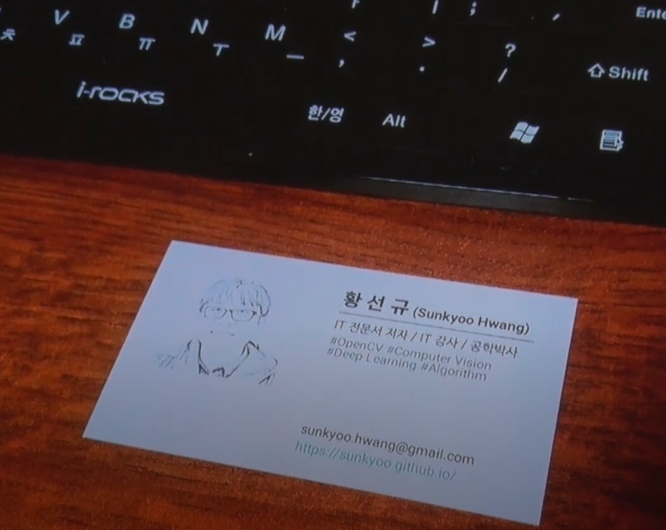 Ente
ㅊ V ㅍ B ㅠ N ㅜ M ㅡ < , > . ? /
Shift
i-rocks
한/영 Alt
황 선 규 (Sunkyoo Hwang)
IT 전문서 저자 / IT 강사 / 공학박사
#OpenCV #Computer Vision
#Deep Learning #Algorithm
sunkyoo.hwang@gmail.com
https://sunkyoo.github.io/